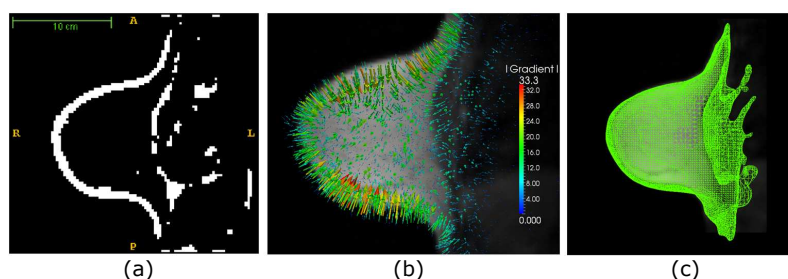 10 cm
A
R
L
P
| Gradient |
33.3
32.0
28.0
24.0
20.0
16.0
12.0
8.00
4.00
0.000
(a)
(b)
(c)